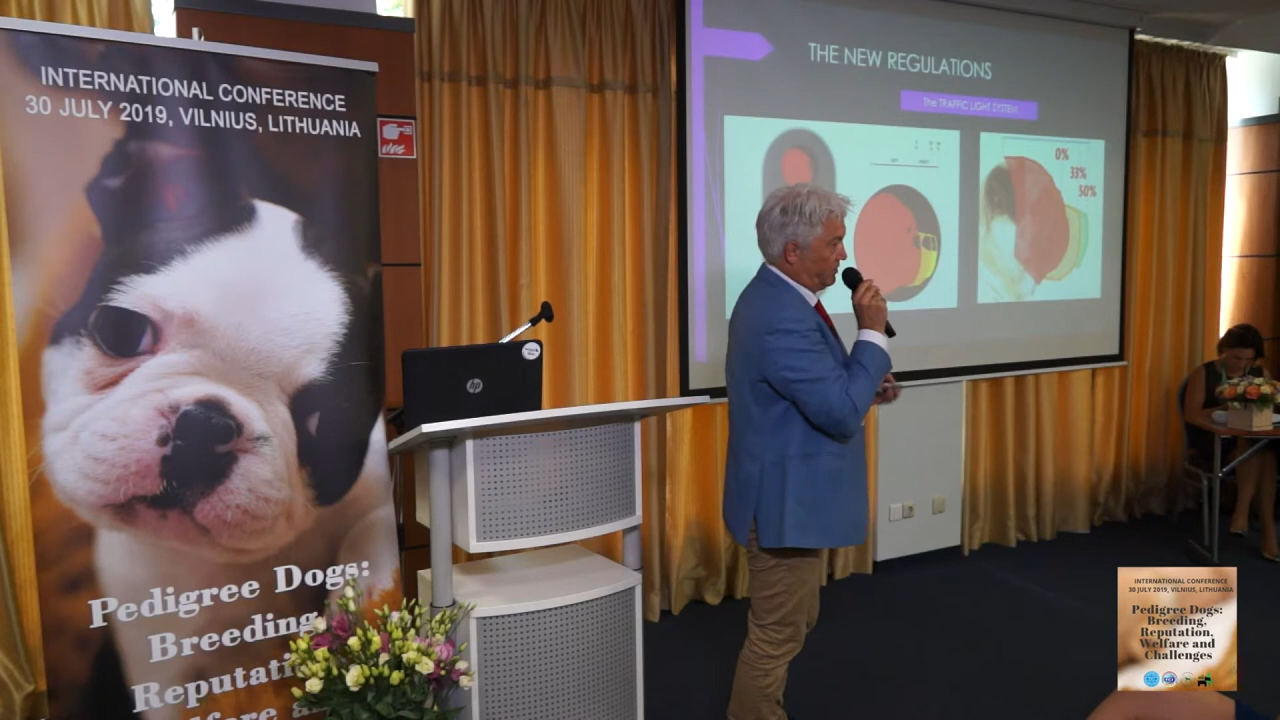 INTERNATIONAL CONFERENCE
30 JULY 2019, VILNIUS, LITHUANIA
Pedigree Dogs:
Breeding
THE NEW REGULATIONS
The TRAFFIC LIGHT SYSTEM
0%
33%
50%
hp
INTERNATIONAL CONFERENCE
30 JULY 2019, VILNIUS, LITHUANIA
Pedigree Dogs:
Breeding,
Reputation,
Welfare and
Challenges